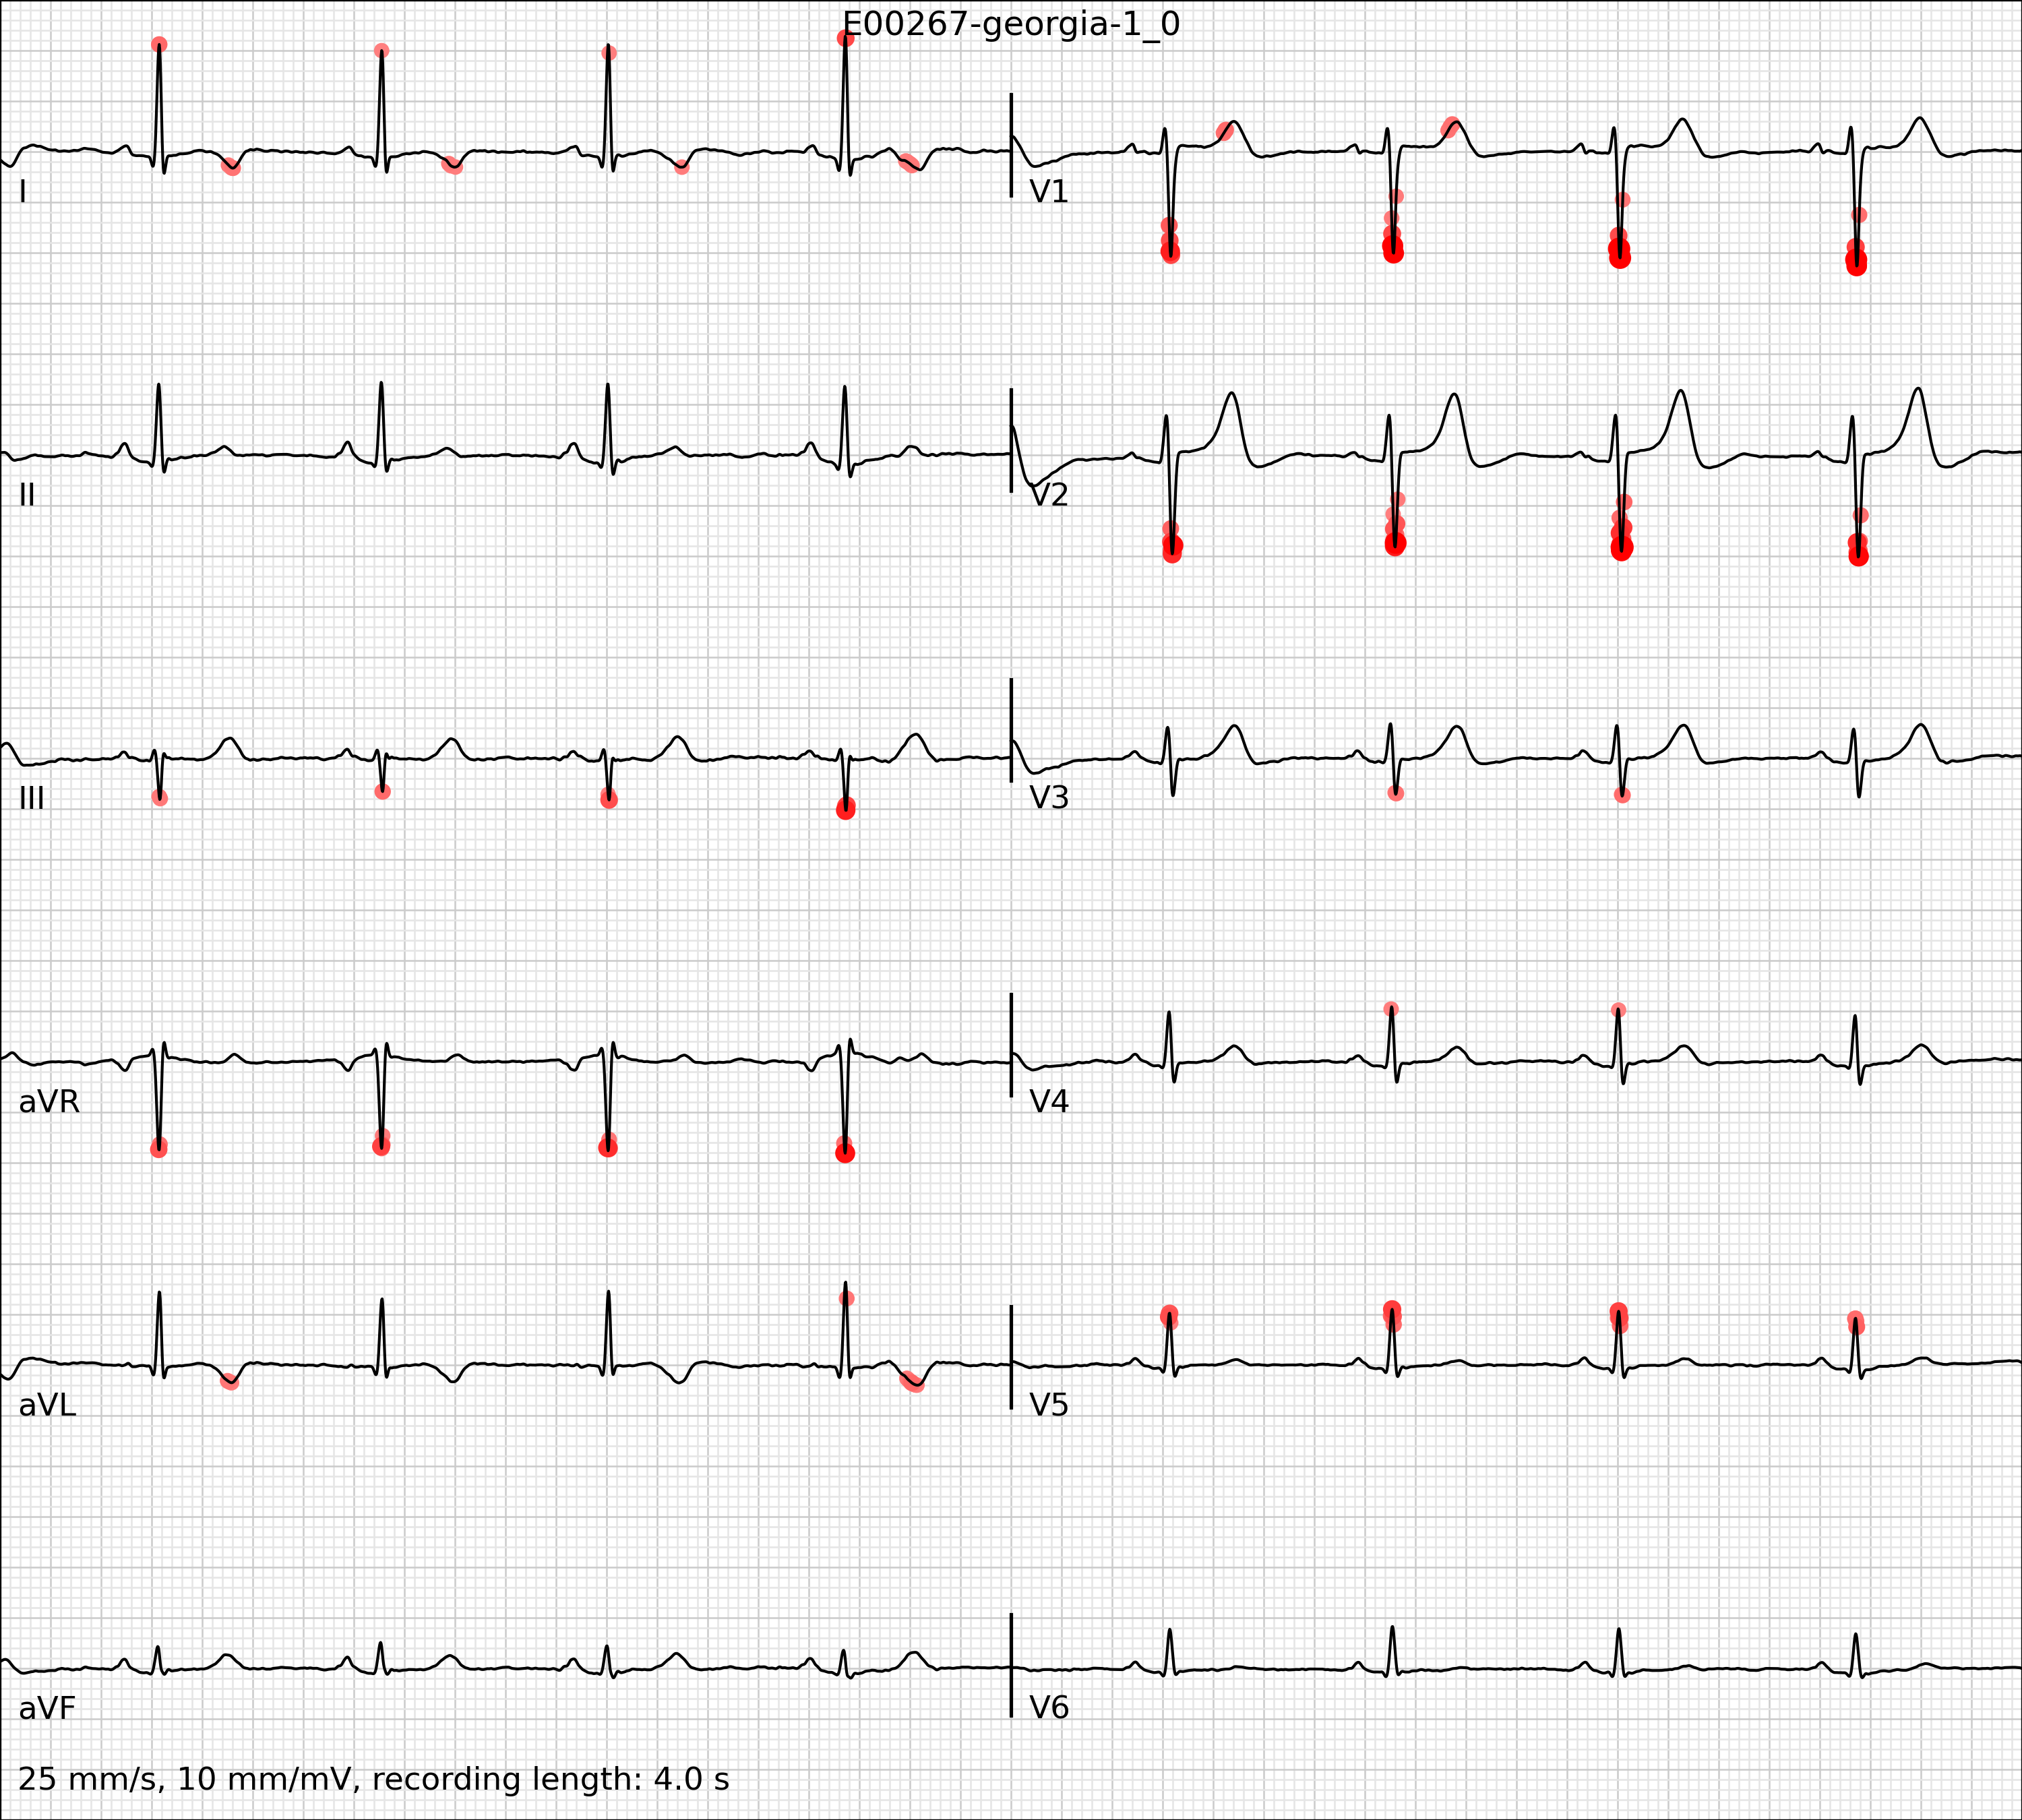 E00267-georgia-1_0
I
V1
II
V2
III
V3
aVR
V4
aVL
V5
aVF
V6
25 mm/s, 10 mm/mV, recording length: 4.0 s